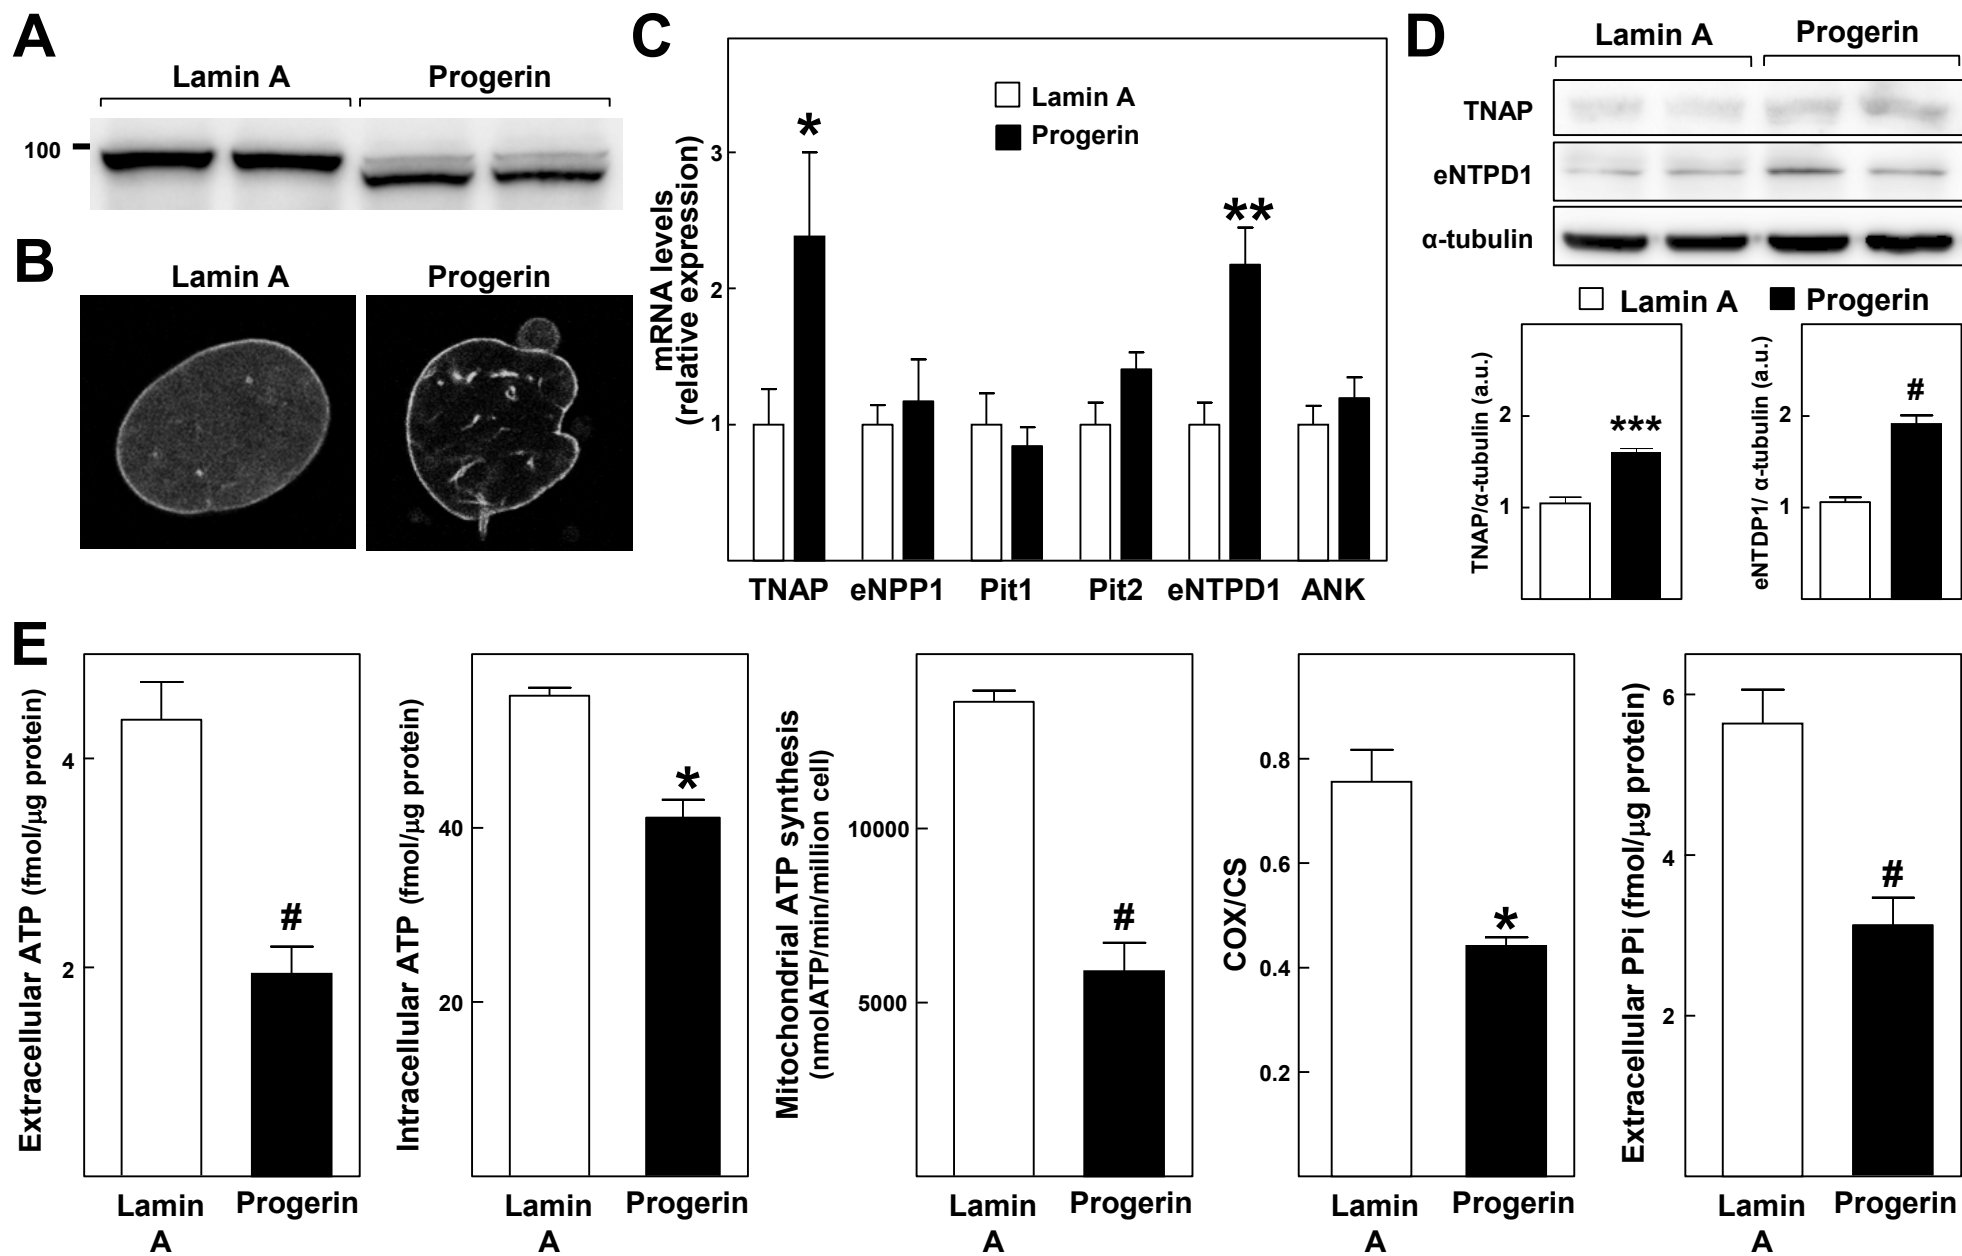 A
Lamin A
Progerin
100
B
Lamin A
Progerin
C
mRNA levels
(relative expression)
3
2
1
Lamin A
Progerin
*
**
TNAP
eNPP1
Pit1
Pit2
eNTPD1
ANK
D
Lamin A
Progerin
TNAP
eNTPD1
α-tubulin
Lamin A
Progerin
TNAP/α-tubulin (a.u.)
2
1
***
eNTDP1/ α-tubulin (a.u.)
2
1
#
E
Extracellular ATP (fmol/μg protein)
4
2
#
Lamin
A
Progerin
Intracellular ATP (fmol/μg protein)
40
20
*
Lamin
A
Progerin
Mitochondrial ATP synthesis
(nmolATP/min/million cell)
10000
5000
#
Lamin
A
Progerin
COX/CS
0.8
0.6
0.4
0.2
*
Lamin
A
Progerin
Extracellular PPi (fmol/μg protein)
6
4
2
#
Lamin
A
Progerin